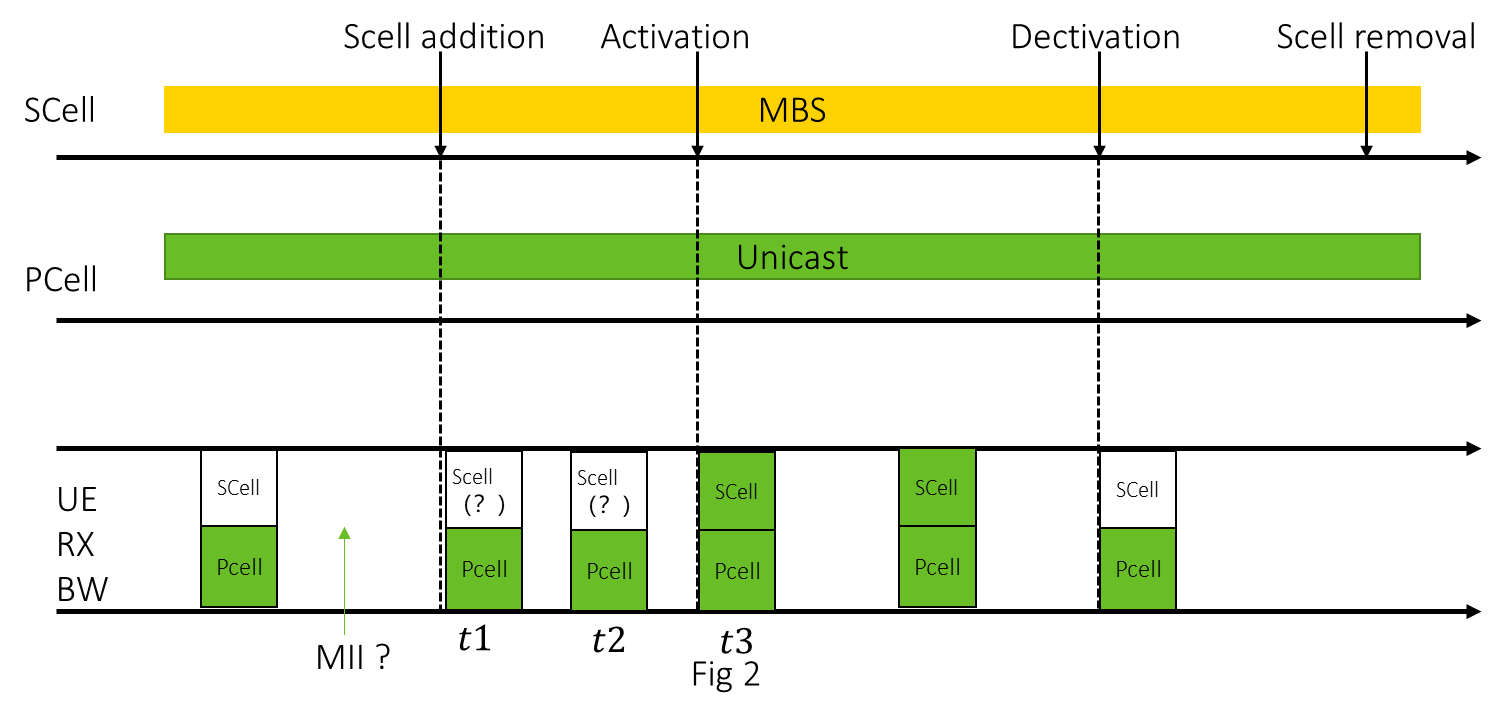 Scell addition
Activation
Dectivation
Scell removal
SCell
MBS
PCell
Unicast
UE
RX
BW
SCell
Pcell
Scell
(? )
Pcell
Scell
(? )
Pcell
SCell
Pcell
SCell
Pcell
SCell
Pcell
MII ?
t1
t2
t3
Fig 2